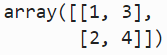 array([[1, 3],
       [2, 4]])